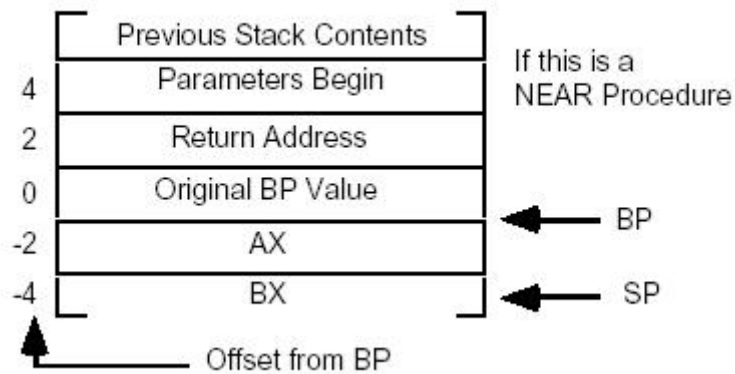 Previous Stack Contents
If this is a
4 Parameters Begin
NEAR Procedure
2 Return Address
0 Original BP Value
BP
-2 AX
-4 BX SP
Offset from BP